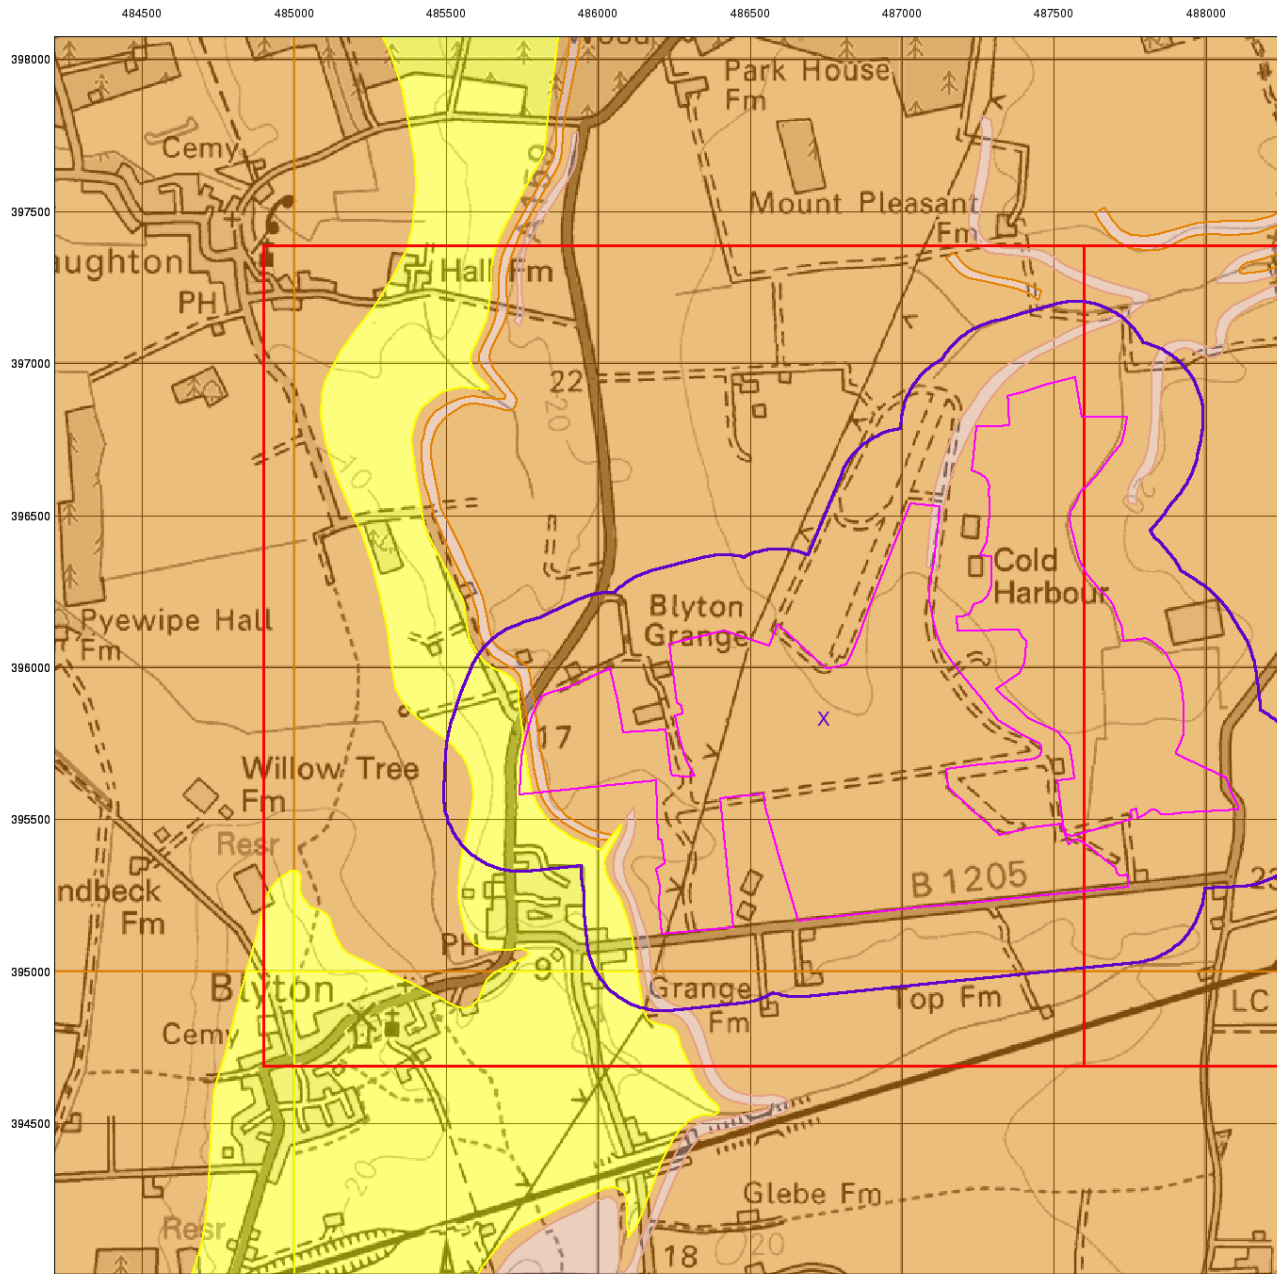 484500 485000 485500 486000 486500 487000 487500 488000
398000
397500
397000
396500
396000
395500
395000
394500
Park House
Fm
Cemy
A159
Mount Pleasant
Fm
aughton
Hall Fm
PH
22
20
10
Cold
Harbour
Blyton
Grange
Pyewipe Hall
Fm
X
17
Willow Tree
Fm
Resr
B 1205
23
ndbeck
Fm
PH
9
Blyton
Grange
Fm
Top Fm
LC
Cemy
20
Glebe Fm
Resr
18
20